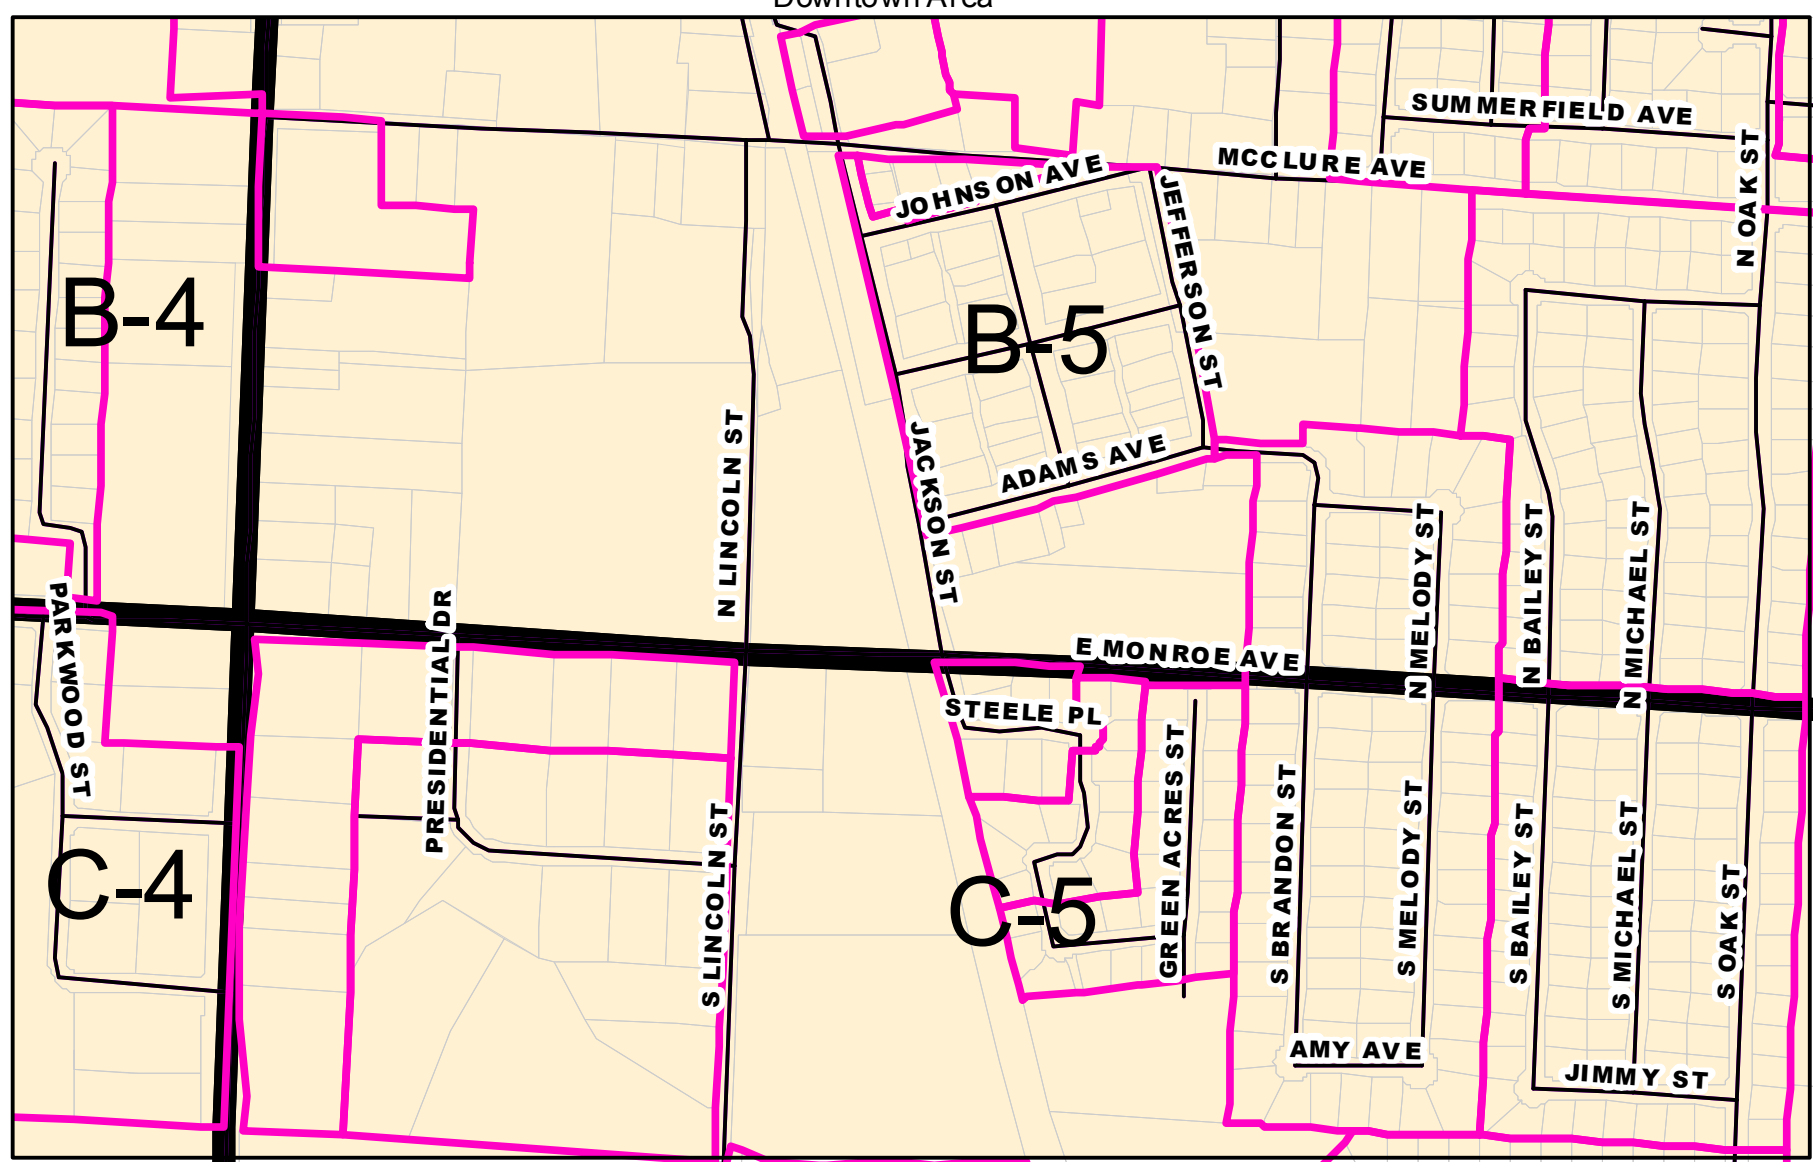 Downtown Area
SUMMERFIELD AVE
MCCLURE AVE
N OAK ST
JOHNSON AVE
JEFFERSON ST
B-4
B-5
N LINCOLN ST
JACKSON ST
ADAMS AVE
N MELODY ST
N BAILEY ST
N MICHAEL ST
PARKWOOD ST
PRESIDENTIAL DR
E MONROE AVE
STEELE PL
GREEN ACRES ST
S BRANDON ST
S MELODY ST
S BAILEY ST
S MICHAEL ST
S OAK ST
S LINCOLN ST
C-4
C-5
AMY AVE
JIMMY ST